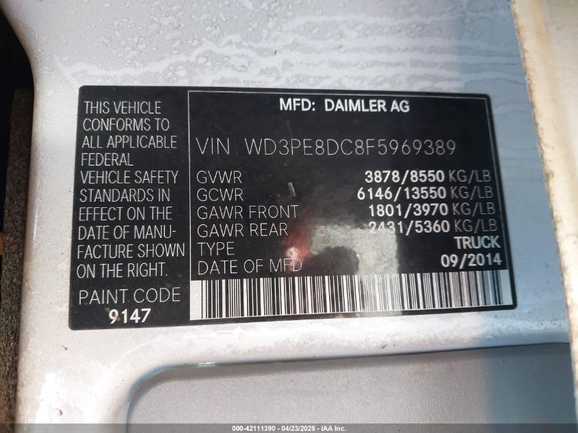 THIS VEHICLE
CONFORMS TO
ALL APPLICABLE
FEDERAL
VEHICLE SAFETY
STANDARDS IN
EFFECT ON THE
DATE OF MANU-
FACTURE SHOWN
ON THE RIGHT.
PAINT CODE
9147
MFD: DAIMLER AG
VIN WD3PE8DC8F5969389
GVWR 3878/8550 KG/LB
GCWR 6146/13550 KG/LB
GAWR FRONT 1801/3970 KG/LB
GAWR REAR 2431/5360 KG/LB
TYPE TRUCK
DATE OF MFD 09/2014
000-42111390 - 04/23/2025 - IAA Inc.